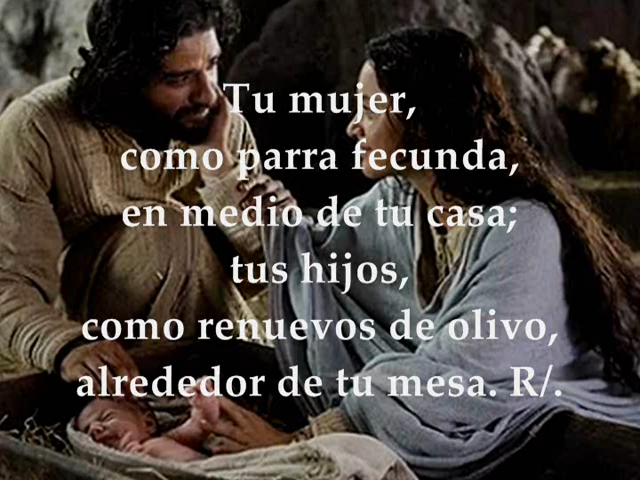 Tu mujer,
como parra fecunda,
en medio de tu casa;
tus hijos,
como renuevos de olivo,
alrededor de tu mesa. R/.